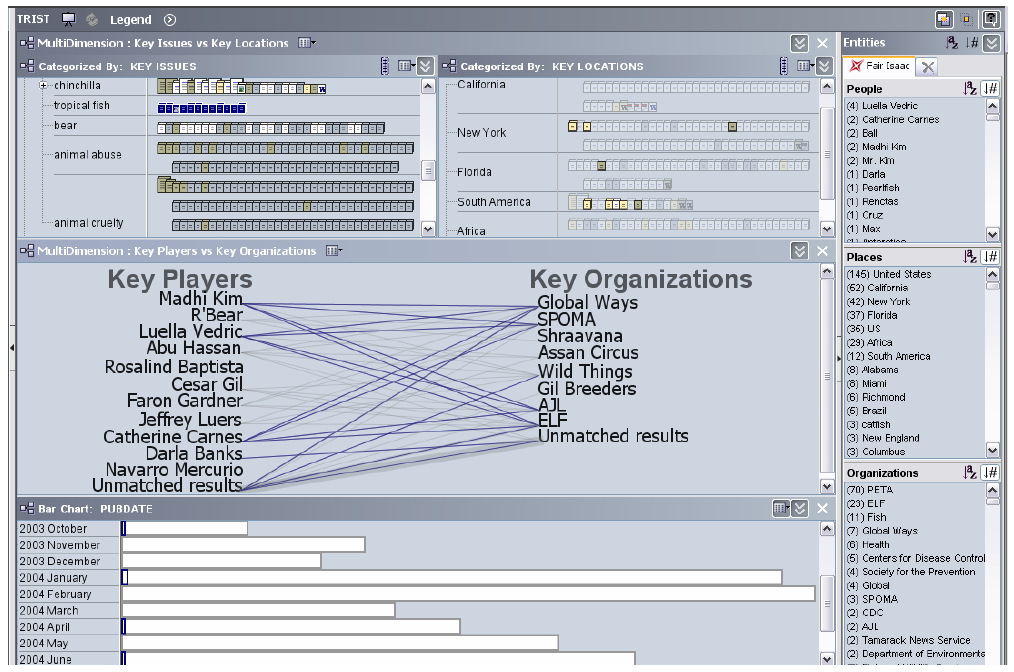 TRIST Legend
MultiDimension : Key Issues vs Key Locations
Categorized By: KEY ISSUES
chinchilla
tropical fish
bear
animal abuse
animal cruelty
Categorized By: KEY LOCATIONS
California
New York
Florida
South America
Africa
MultiDimension : Key Players vs Key Organizations
Key Players
Madhi Kim
R'Bear
Luella Vedric
Abu Hassan
Rosalind Baptista
Cesar Gil
Faron Gardner
Jeffrey Luers
Catherine Carnes
Darla Banks
Navarro Mercurio
Unmatched results
Key Organizations
Global Ways
SPOMA
Shraavana
Assan Circus
Wild Things
Gil Breeders
AJL
ELF
Unmatched results
Bar Chart: PUBDATE
2003 October
2003 November
2003 December
2004 January
2004 February
2004 March
2004 April
2004 May
2004 June
Entities
Fair Isaac
People
(4) Luella Vedric
(2) Catherine Carnes
(2) Ball
(2) Madhi Kim
(2) Mr. Kim
(1) Darla
(1) Pearlfish
(1) Renctas
(1) Cruz
(1) Max
Places
(145) United States
(52) California
(42) New York
(37) Florida
(36) US
(29) Africa
(12) South America
(8) Alabama
(6) Miami
(6) Richmond
(5) Brazil
(3) catfish
(3) New England
(3) Columbus
Organizations
(70) PETA
(23) ELF
(11) Fish
(7) Global Ways
(6) Health
(5) Centers for Disease Control
(4) Society for the Prevention
(4) Global
(3) SPOMA
(2) CDC
(2) AJL
(2) Tamarack News Service
(2) Department of Environmenta